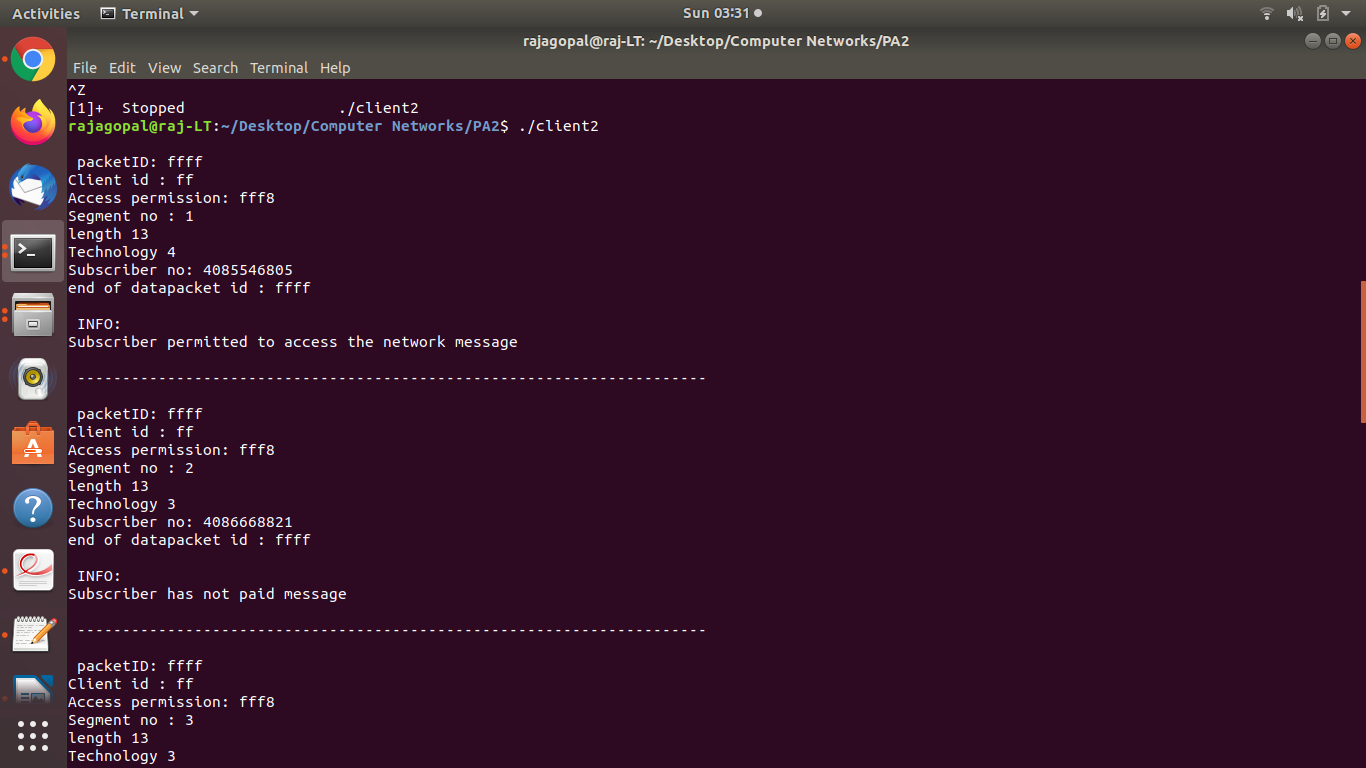 Activities Terminal Sun 03:31
rajagopal@raj-LT: ~/Desktop/Computer Networks/PA2
File Edit View Search Terminal Help
^Z
[1]+  Stopped                 ./client2
rajagopal@raj-LT:~/Desktop/Computer Networks/PA2$ ./client2
packetID: ffff
Client id : ff
Access permission: fff8
Segment no : 1
length 13
Technology 4
Subscriber no: 4085546805
end of datapacket id : ffff
INFO:
Subscriber permitted to access the network message
----------------------------------------------------------------------
packetID: ffff
Client id : ff
Access permission: fff8
Segment no : 2
length 13
Technology 3
Subscriber no: 4086668821
end of datapacket id : ffff
INFO:
Subscriber has not paid message
----------------------------------------------------------------------
packetID: ffff
Client id : ff
Access permission: fff8
Segment no : 3
length 13
Technology 3